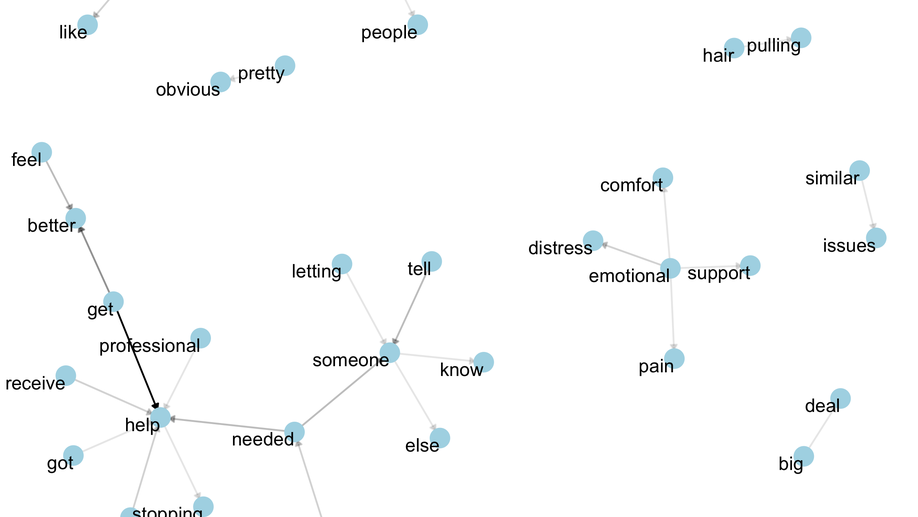 like
people
hair
pulling
pretty
obvious
feel
comfort
similar
better
distress
issues
letting
tell
emotional
support
get
professional
someone
know
pain
receive
deal
help
needed
else
got
big
stopping